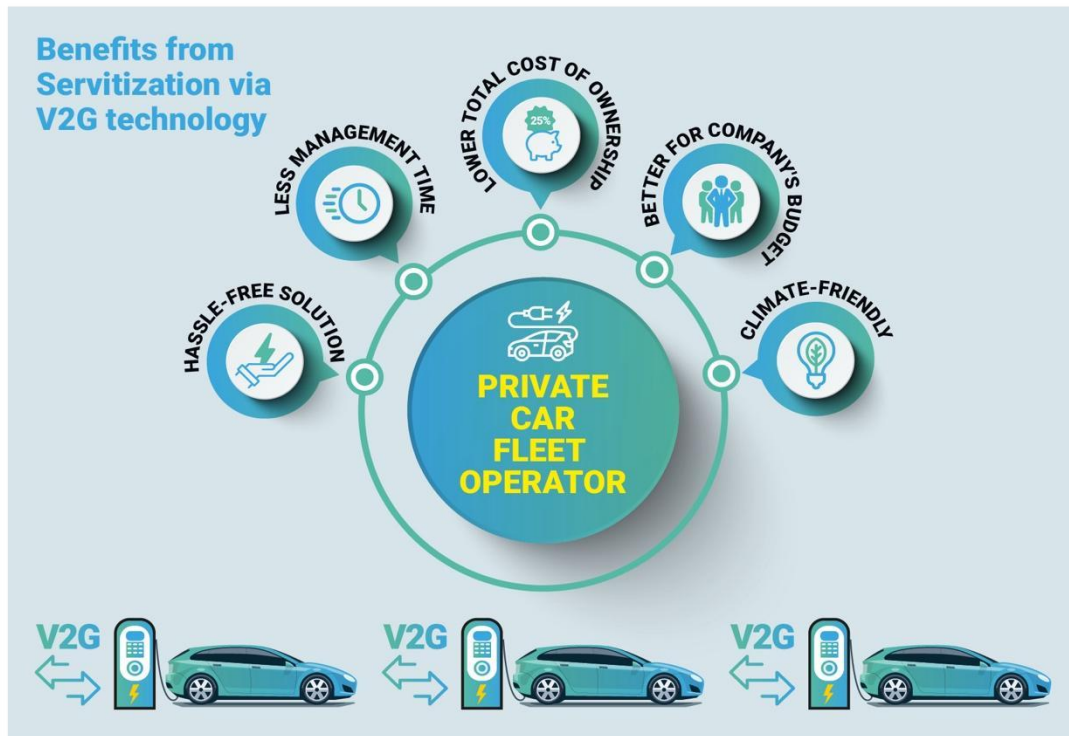 Benefits from
Servitization via
V2G technology
HASSLE-FREE SOLUTION
LESS MANAGEMENT TIME
LOWER TOTAL COST OF OWNERSHIP
25%
BETTER FOR COMPANY'S BUDGET
CLIMATE-FRIENDLY
PRIVATE
CAR
FLEET
OPERATOR
V2G
V2G
V2G